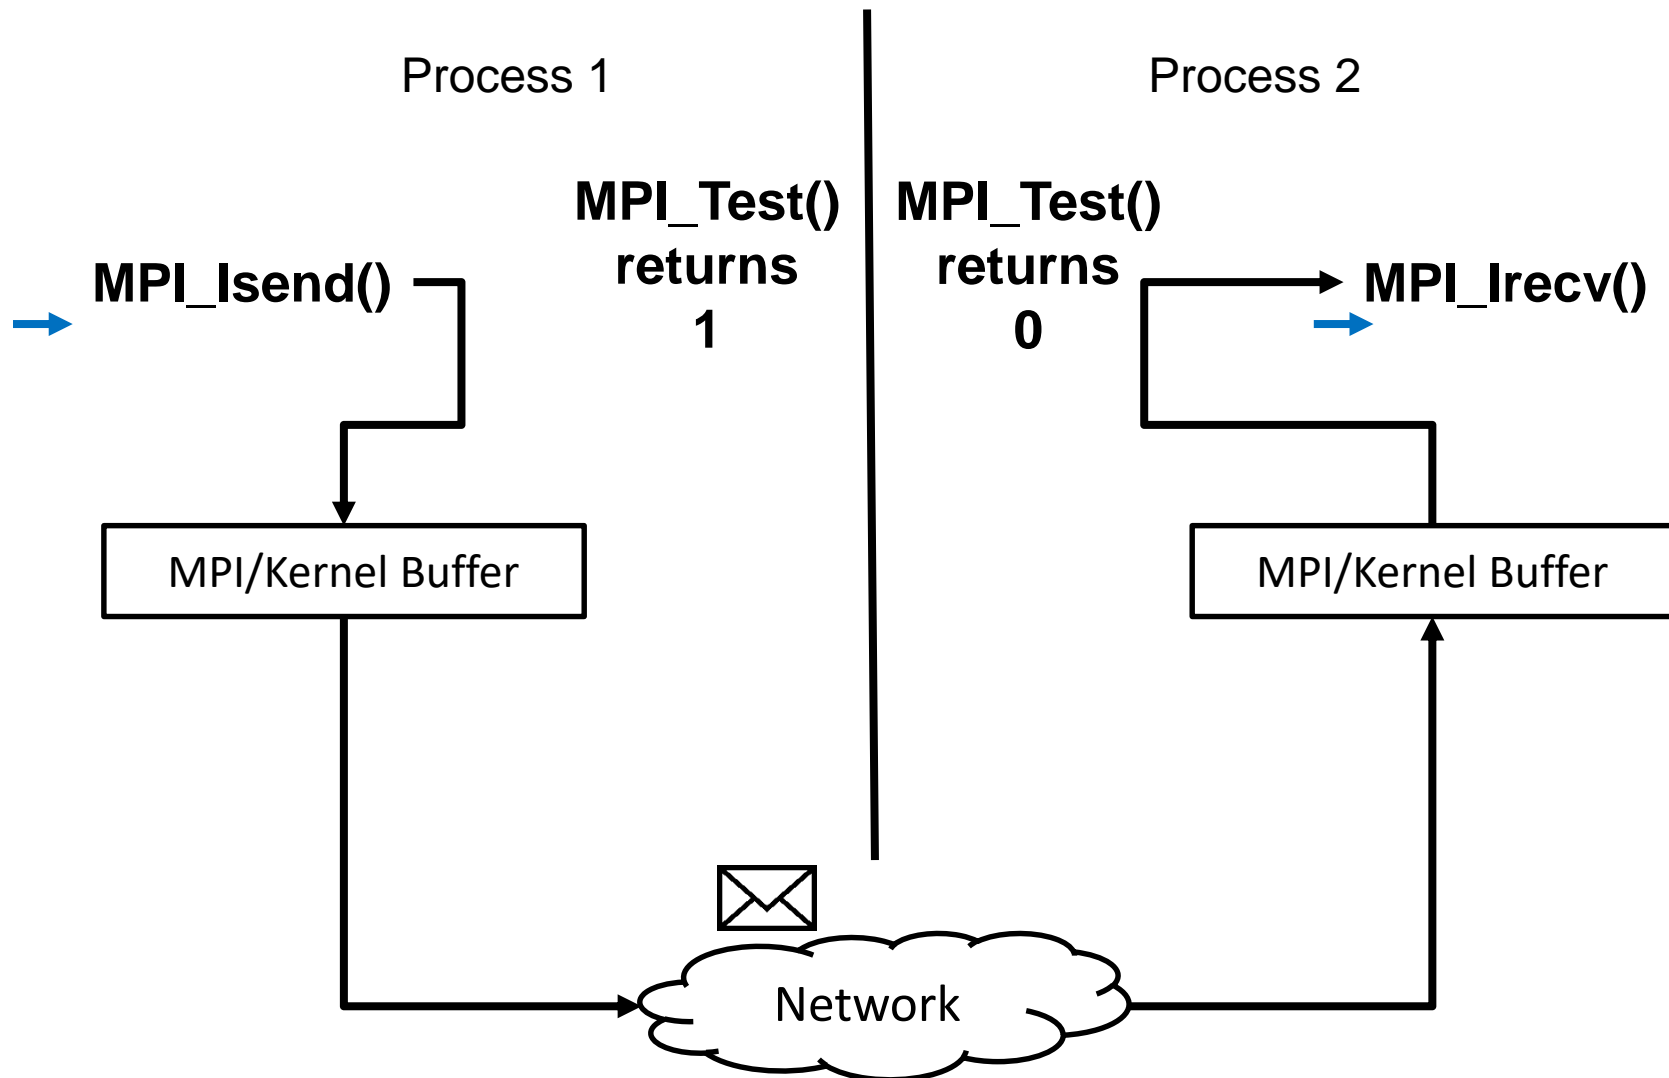 Process 1
Process 2
MPI_Test()
returns
1
MPI_Test()
returns
0
MPI_Isend()
MPI_Irecv()
MPI/Kernel Buffer
MPI/Kernel Buffer
Network